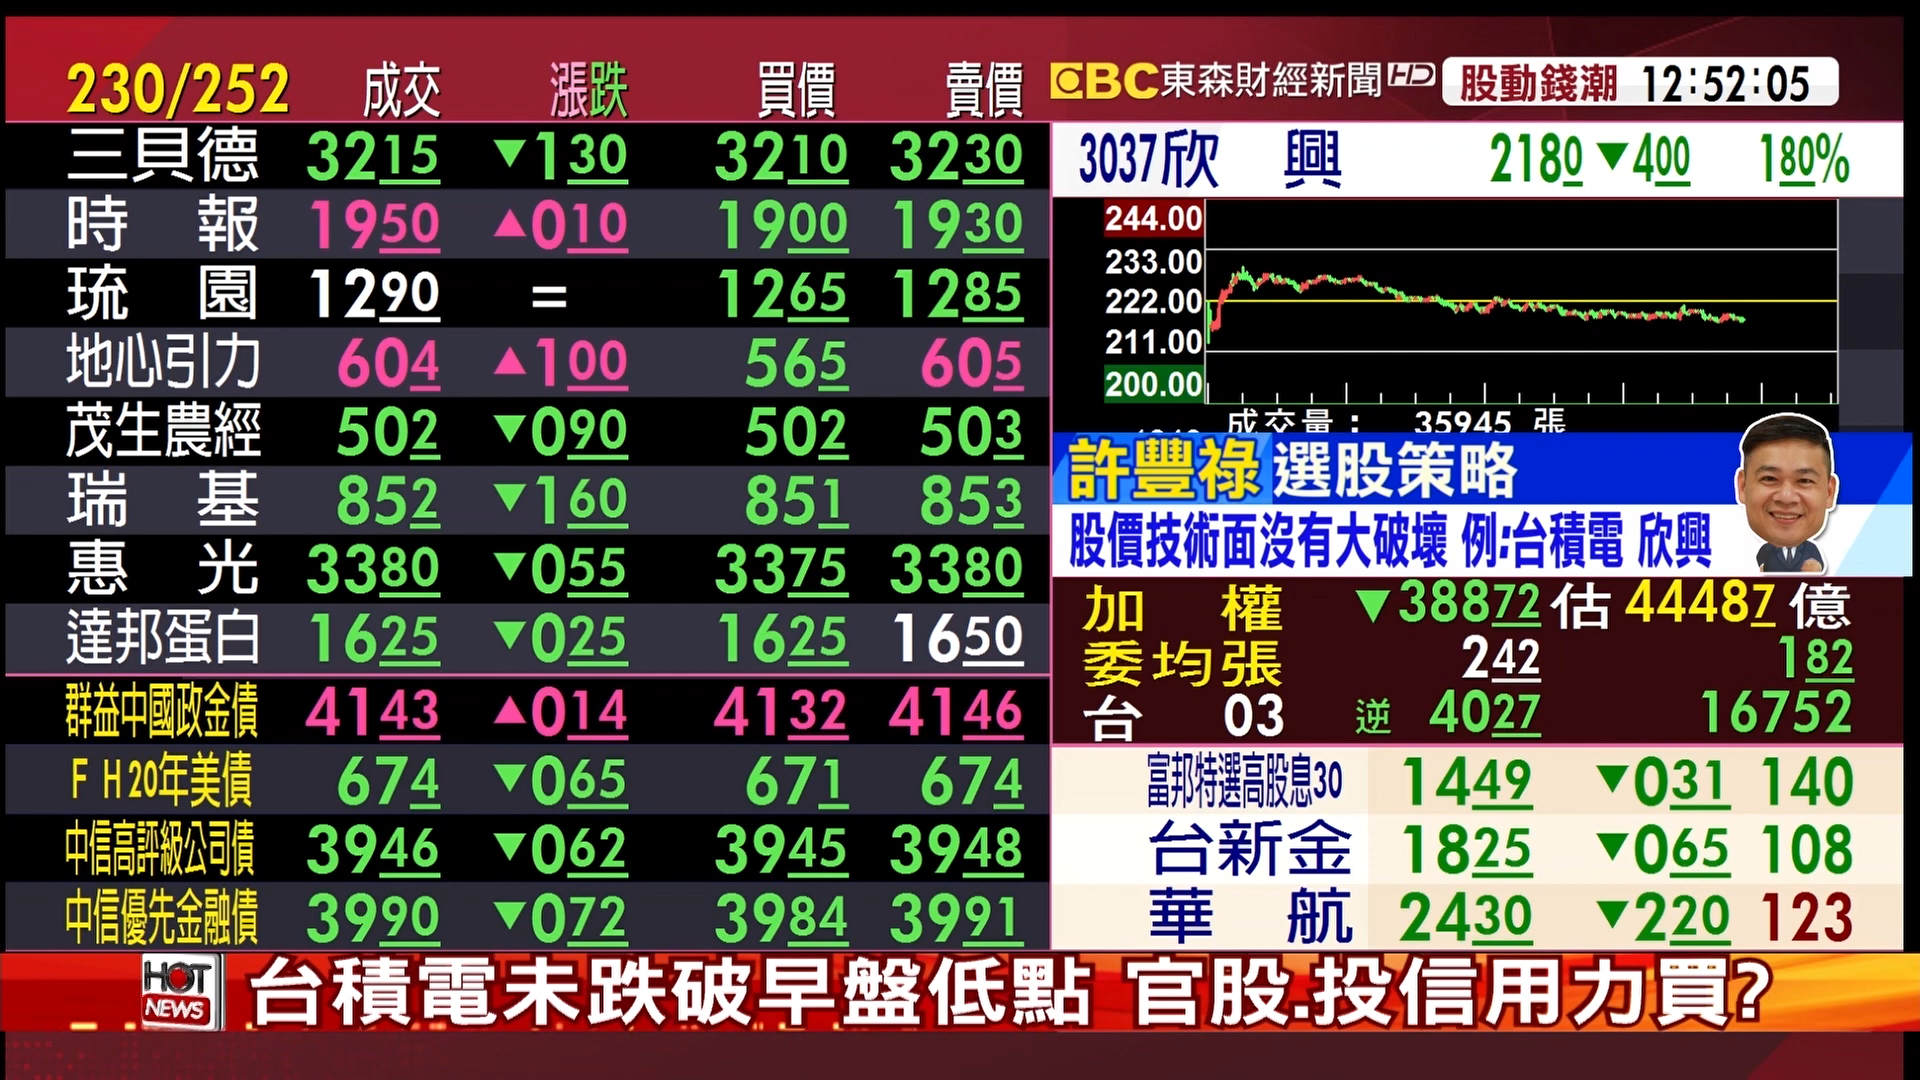 230/252 成交 漲跌 買價 賣價
三貝德 3215 ▼130 3210 3230
時報 1950 ▲010 1900 1930
琉園 1290 = 1265 1285
地心引力 604 ▲100 565 605
茂生農經 502 ▼090 502 503
瑞基 852 ▼160 851 853
惠光 3380 ▼055 3375 3380
達邦蛋白 1625 ▼025 1625 1650
群益中國政金債 4143 ▲014 4132 4146
FH20年美債 674 ▼065 671 674
中信高評級公司債 3946 ▼062 3945 3948
中信優先金融債 3990 ▼072 3984 3991
EBC東森財經新聞HD 股動錢潮 12:52:05
3037欣興 2180 ▼400 180%
244.00
233.00
222.00
211.00
200.00
成交量: 35945 張
許豐祿 選股策略
股價技術面沒有大破壞 例:台積電 欣興
加權 ▼38872 估 44487 億
委均張 242 182
台03 逆 4027 16752
富邦特選高股息30 1449 ▼031 140
台新金 1825 ▼065 108
華航 2430 ▼220 123
HOT NEWS
台積電未跌破早盤低點 官股.投信用力買?